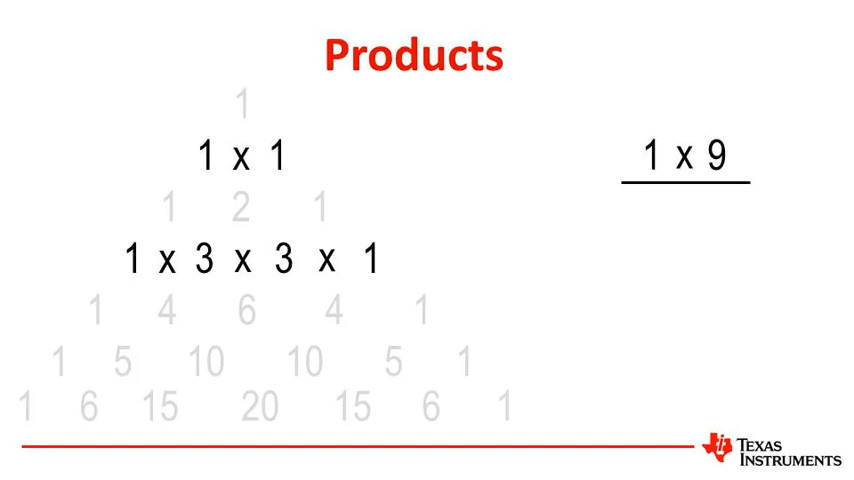 Products
1
1 x 1
1 x 9
1 2 1
1 x 3 x 3 x 1
1 4 6 4 1
1 5 10 10 5 1
1 6 15 20 15 6 1
TEXAS
INSTRUMENTS